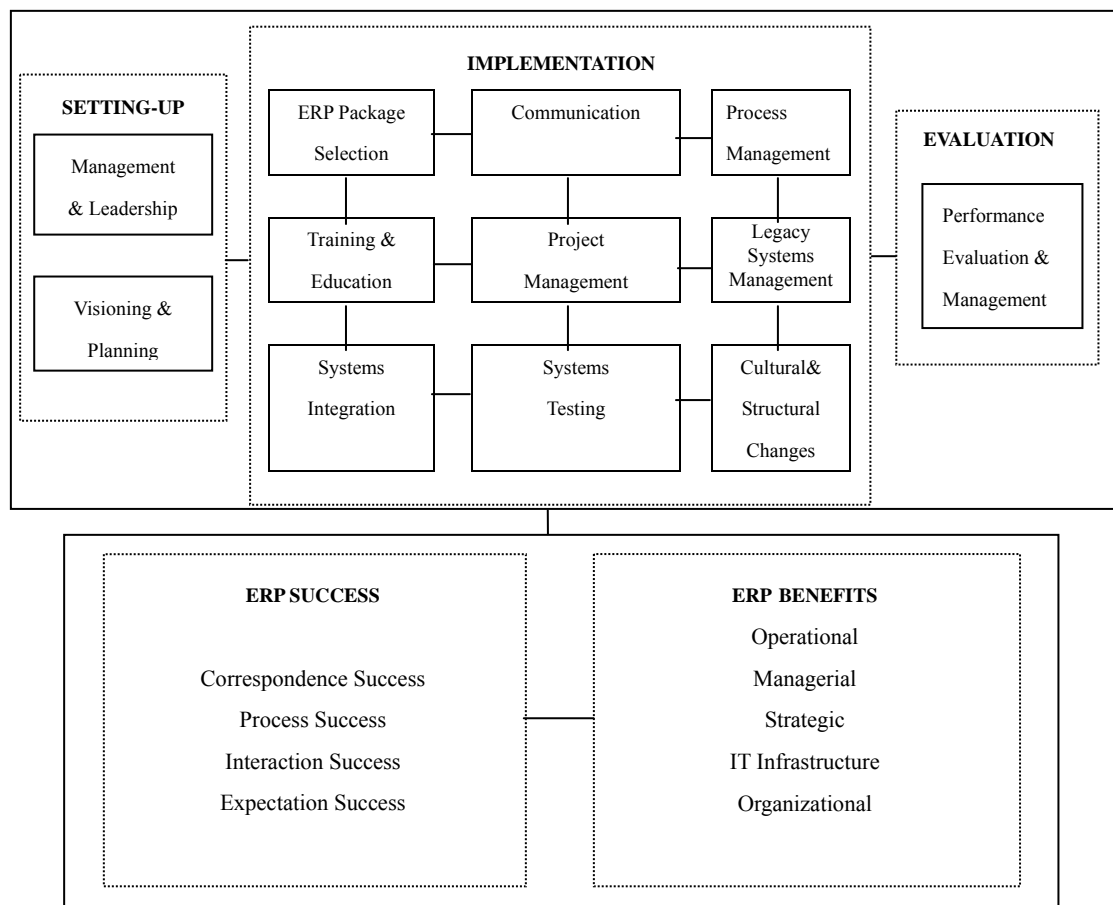 SETTING-UP
Management
& Leadership
Visioning &
Planning
IMPLEMENTATION
ERP Package
Selection
Communication
Process
Management
Training &
Education
Project
Management
Legacy
Systems
Management
Systems
Integration
Systems
Testing
Cultural&
Structural
Changes
EVALUATION
Performance
Evaluation &
Management
ERP SUCCESS
Correspondence Success
Process Success
Interaction Success
Expectation Success
ERP BENEFITS
Operational
Managerial
Strategic
IT Infrastructure
Organizational